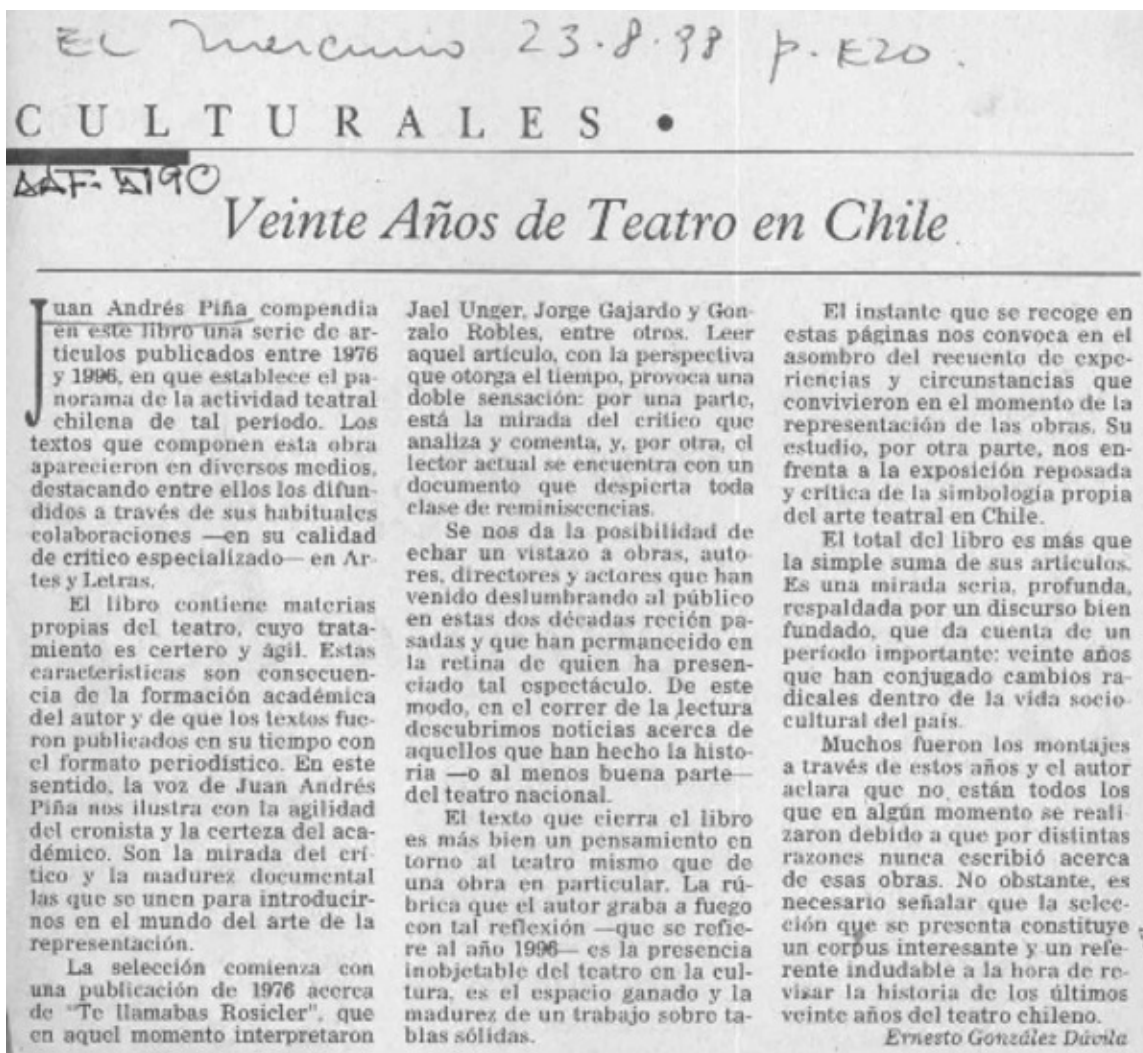 El Mercurio 23.8.98 p. E20.
CULTURALES •
AAF-5190
Veinte Años de Teatro en Chile
Juan Andrés Piña compendia
en este libro una serie de ar-
tículos publicados entre 1976
y 1996, en que establece el pa-
norama de la actividad teatral
chilena de tal período. Los
textos que componen esta obra
aparecieron en diversos medios,
destacando entre ellos los difun-
didos a través de sus habituales
colaboraciones —en su calidad
de crítico especializado— en Ar-
tes y Letras.
El libro contiene materias
propias del teatro, cuyo trata-
miento es certero y ágil. Estas
características son consecuen-
cia de la formación académica
del autor y de que los textos fue-
ron publicados en su tiempo con
el formato periodístico. En este
sentido, la voz de Juan Andrés
Piña nos ilustra con la agilidad
del cronista y la certeza del aca-
démico. Son la mirada del crí-
tico y la madurez documental
las que se unen para introducir-
nos en el mundo del arte de la
representación.
La selección comienza con
una publicación de 1976 acerca
de "Te llamabas Rosicler", que
en aquel momento interpretaron
Jael Unger, Jorge Gajardo y Gon-
zalo Robles, entre otros. Leer
aquel artículo, con la perspectiva
que otorga el tiempo, provoca una
doble sensación: por una parte,
está la mirada del crítico que
analiza y comenta, y, por otra, el
lector actual se encuentra con un
documento que despierta toda
clase de reminiscencias.
Se nos da la posibilidad de
echar un vistazo a obras, auto-
res, directores y actores que han
venido deslumbrando al público
en estas dos décadas recién pa-
sadas y que han permanecido en
la retina de quien ha presen-
ciado tal espectáculo. De este
modo, en el correr de la lectura
descubrimos noticias acerca de
aquellos que han hecho la histo-
ria —o al menos buena parte—
del teatro nacional.
El texto que cierra el libro
es más bien un pensamiento en
torno al teatro mismo que de
una obra en particular. La rú-
brica que el autor graba a fuego
con tal reflexión —que se refie-
re al año 1996— es la presencia
inobjetable del teatro en la cul-
tura, es el espacio ganado y la
madurez de un trabajo sobre ta-
blas sólidas.
El instante que se recoge en
estas páginas nos convoca en el
asombro del recuento de expe-
riencias y circunstancias que
convivieron en el momento de la
representación de las obras. Su
estudio, por otra parte, nos en-
frenta a la exposición reposada
y crítica de la simbología propia
del arte teatral en Chile.
El total del libro es más que
la simple suma de sus artículos.
Es una mirada seria, profunda,
respaldada por un discurso bien
fundado, que da cuenta de un
período importante: veinte años
que han conjugado cambios ra-
dicales dentro de la vida socio-
cultural del país.
Muchos fueron los montajes
a través de estos años y el autor
aclara que no están todos los
que en algún momento se reali-
zaron debido a que por distintas
razones nunca escribió acerca
de esas obras. No obstante, es
necesario señalar que la selec-
ción que se presenta constituye
un corpus interesante y un refe-
rente indudable a la hora de re-
visar la historia de los últimos
veinte años del teatro chileno.
Ernesto González Dávila